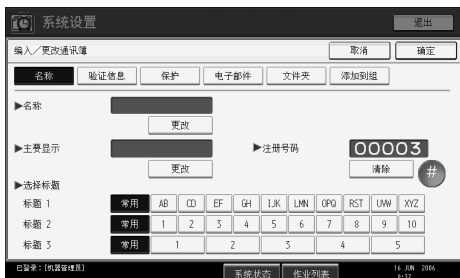 系统设置 退出
编入／更改通讯簿 取消 确定
名称 验证信息 保护 电子邮件 文件夹 添加到组
▶名称
更改
▶主要显示 ▶注册号码 00003
更改 清除 #
▶选择标题
标题 1 常用 AB CD EF GH IJK LMN OPQ RST UVW XYZ
标题 2 常用 1 2 3 4 5 6 7 8 9 10
标题 3 常用 1 2 3 4 5
已登录：[机器管理员] 系统状态 作业列表 16 JUN 2006
8:32